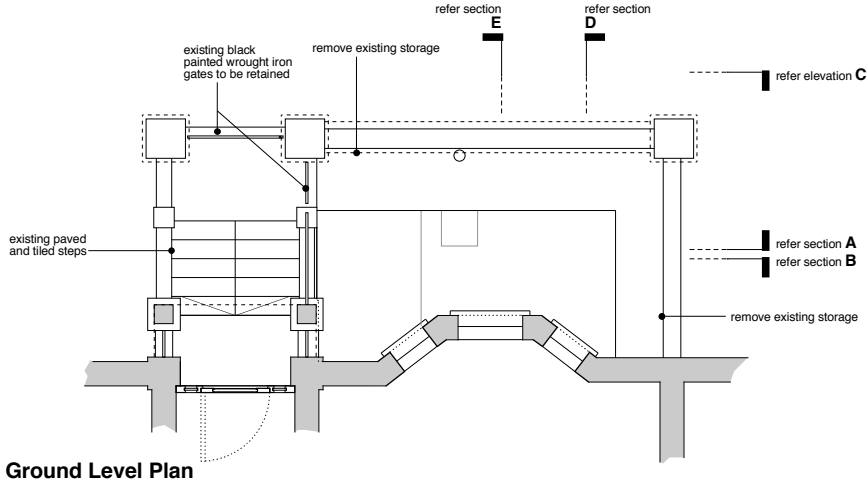 refer section
E
refer section
D
existing black
painted wrought iron
gates to be retained
remove existing storage
refer elevation C
existing paved
and tiled steps
refer section A
refer section B
remove existing storage
Ground Level Plan